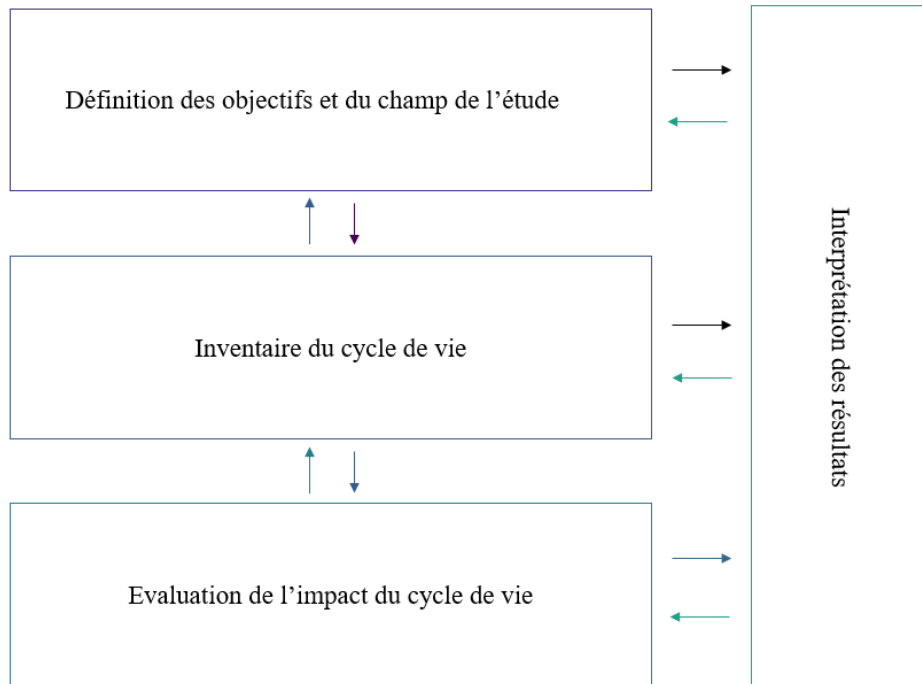 Définition des objectifs et du champ de l’étude
Inventaire du cycle de vie
Evaluation de l’impact du cycle de vie
Interprétation des résultats